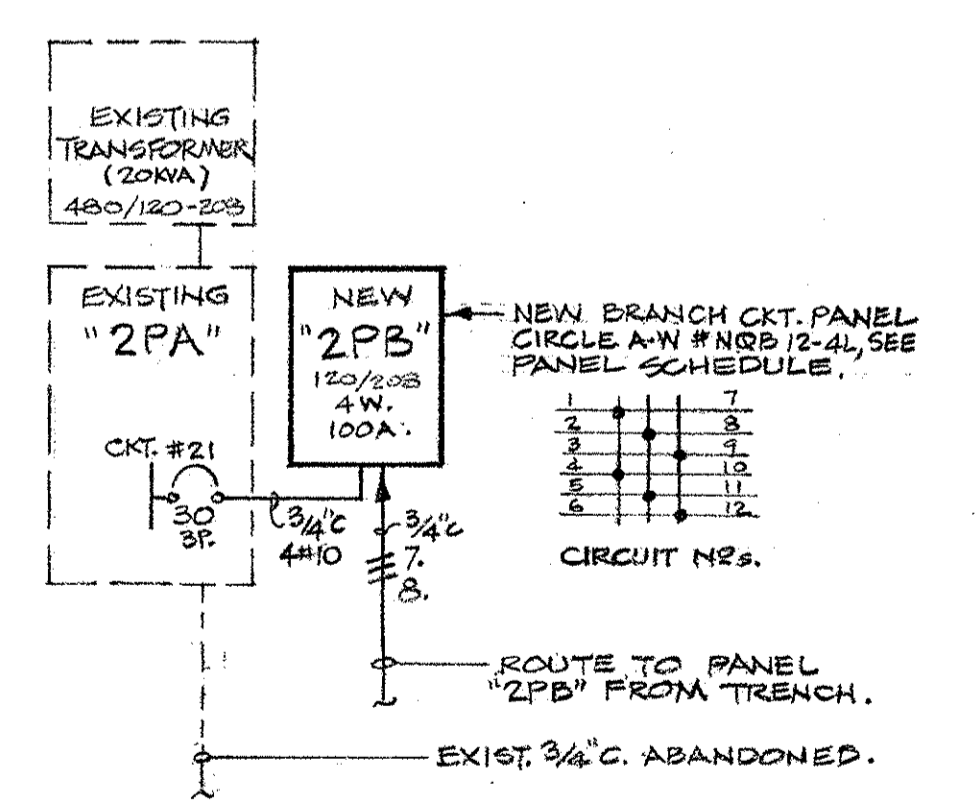 EXISTING
TRANSFORMER
(20KVA)
480/120-208
EXISTING
"2PA"
CKT. #21
30
3P.
3/4"C
4#10
NEW
"2PB"
120/208
4W.
100A.
3/4"C
7.
8.
NEW BRANCH CKT. PANEL
CIRCLE A-W #NQB 12-4L, SEE
PANEL SCHEDULE.
1 7
2 8
3 9
4 10
5 11
6 12
CIRCUIT NOs.
ROUTE TO PANEL
"2PB" FROM TRENCH.
EXIST. 3/4"C. ABANDONED.